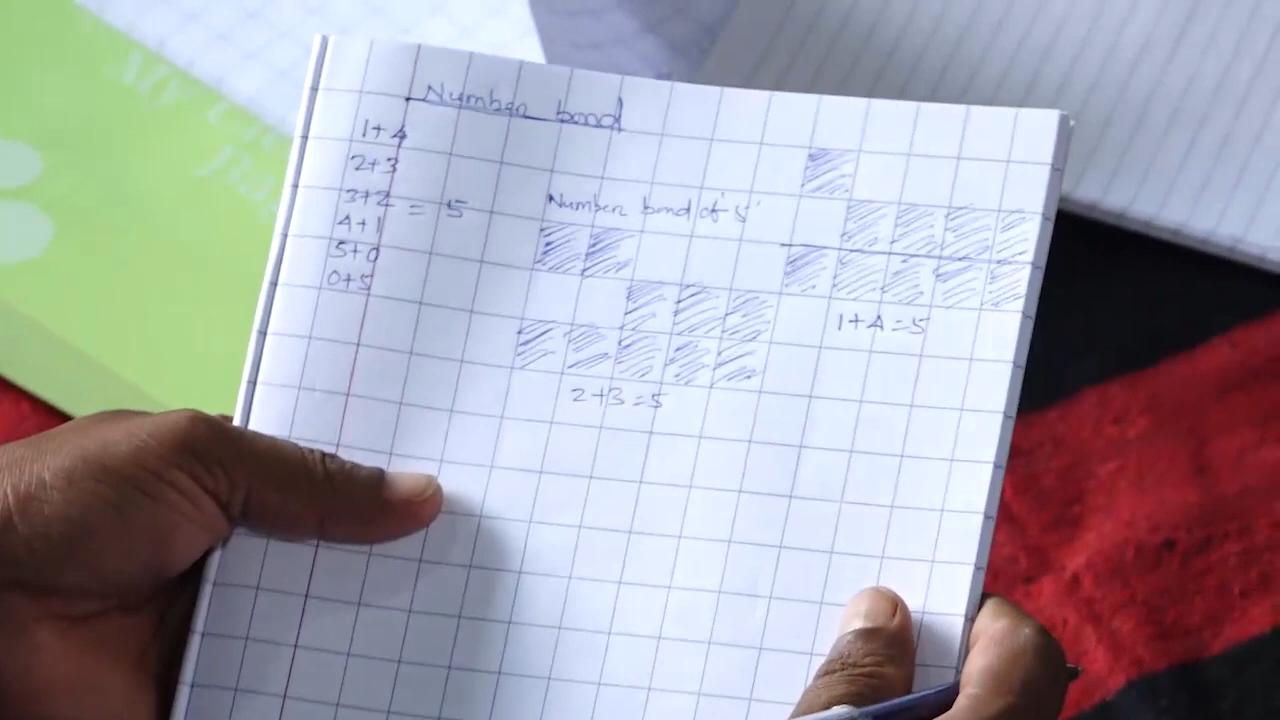 Number bond
1+4
2+3
3+2 = 5
4+1
5+0
0+5
Number bond of '5'
2+3=5
1+4=5